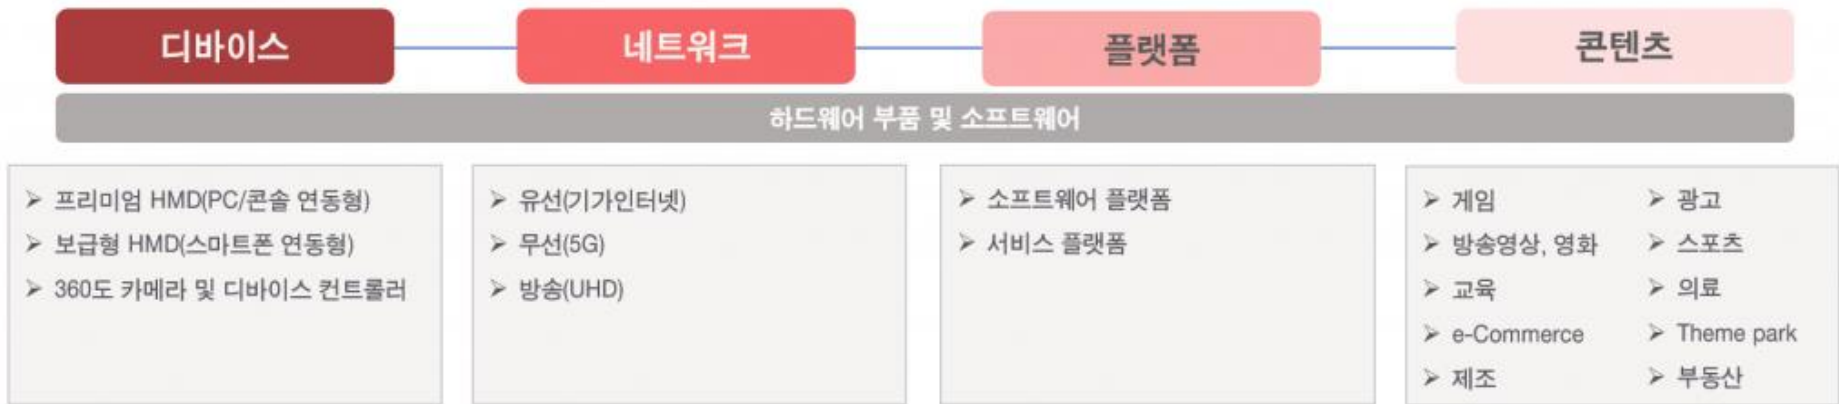 디바이스
네트워크
플랫폼
콘텐츠
하드웨어 부품 및 소프트웨어
➢ 프리미엄 HMD(PC/콘솔 연동형)
➢ 보급형 HMD(스마트폰 연동형)
➢ 360도 카메라 및 디바이스 컨트롤러
➢ 유선(기가인터넷)
➢ 무선(5G)
➢ 방송(UHD)
➢ 소프트웨어 플랫폼
➢ 서비스 플랫폼
➢ 게임
➢ 방송영상, 영화
➢ 교육
➢ e-Commerce
➢ 제조
➢ 광고
➢ 스포츠
➢ 의료
➢ Theme park
➢ 부동산